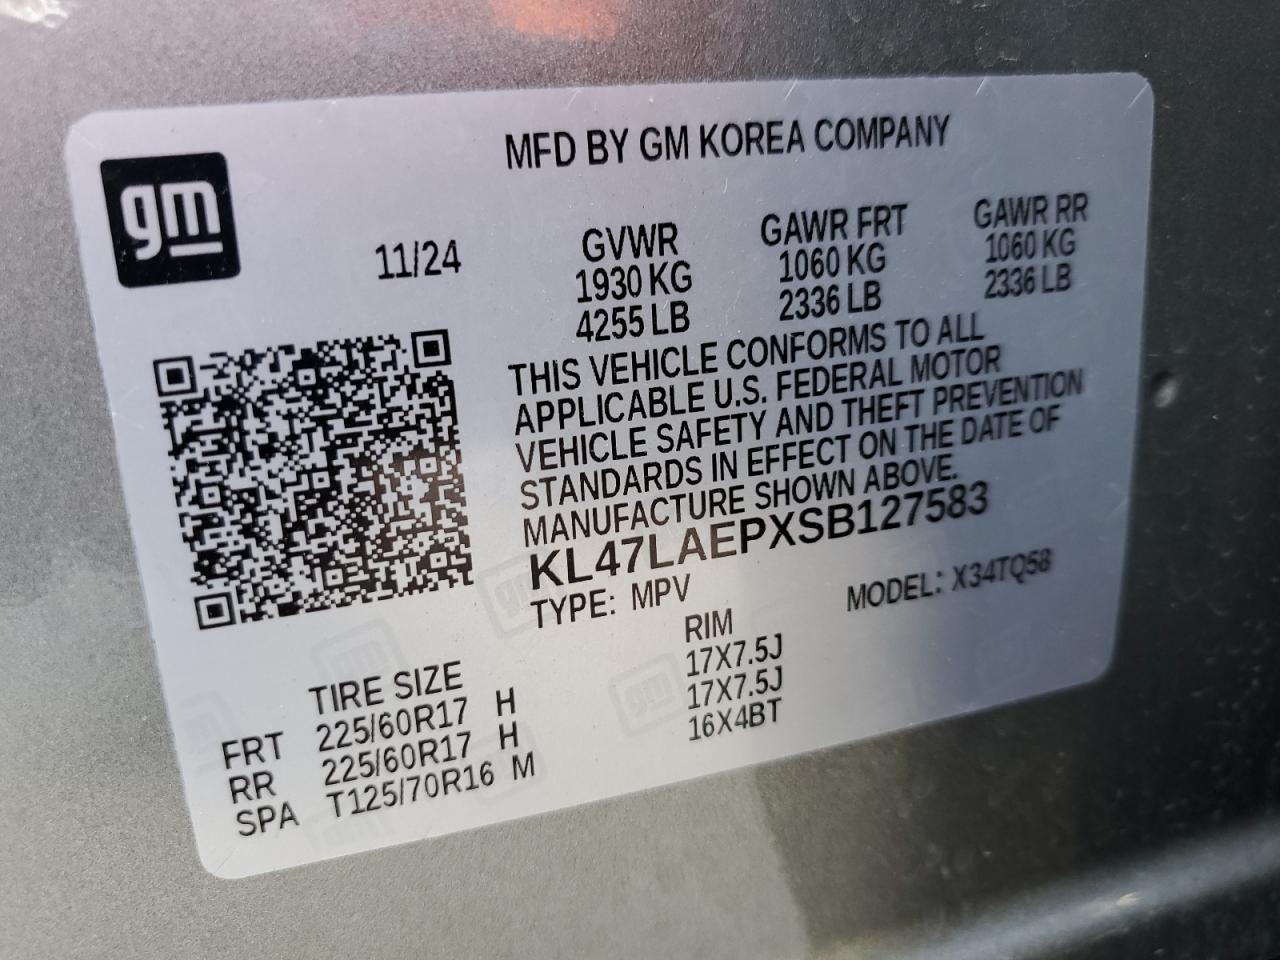 gm
MFD BY GM KOREA COMPANY
11/24
GVWR GAWR FRT GAWR RR
1930 KG 1060 KG 1060 KG
4255 LB 2336 LB 2336 LB
THIS VEHICLE CONFORMS TO ALL
APPLICABLE U.S. FEDERAL MOTOR
VEHICLE SAFETY AND THEFT PREVENTION
STANDARDS IN EFFECT ON THE DATE OF
MANUFACTURE SHOWN ABOVE.
KL47LAEPXSB127583
TYPE: MPV MODEL: X34TQ58
TIRE SIZE RIM
FRT 225/60R17 H 17X7.5J
RR 225/60R17 H 17X7.5J
SPA T125/70R16 M 16X4BT